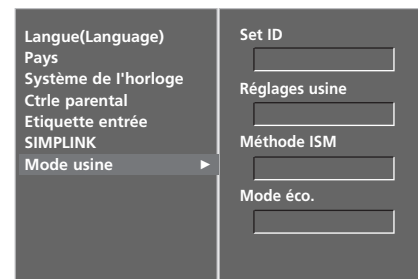 Langue(Language)
Pays
Système de l'horloge
Ctrle parental
Etiquette entrée
SIMPLINK
Mode usine ►
Set ID
Réglages usine
Méthode ISM
Mode éco.